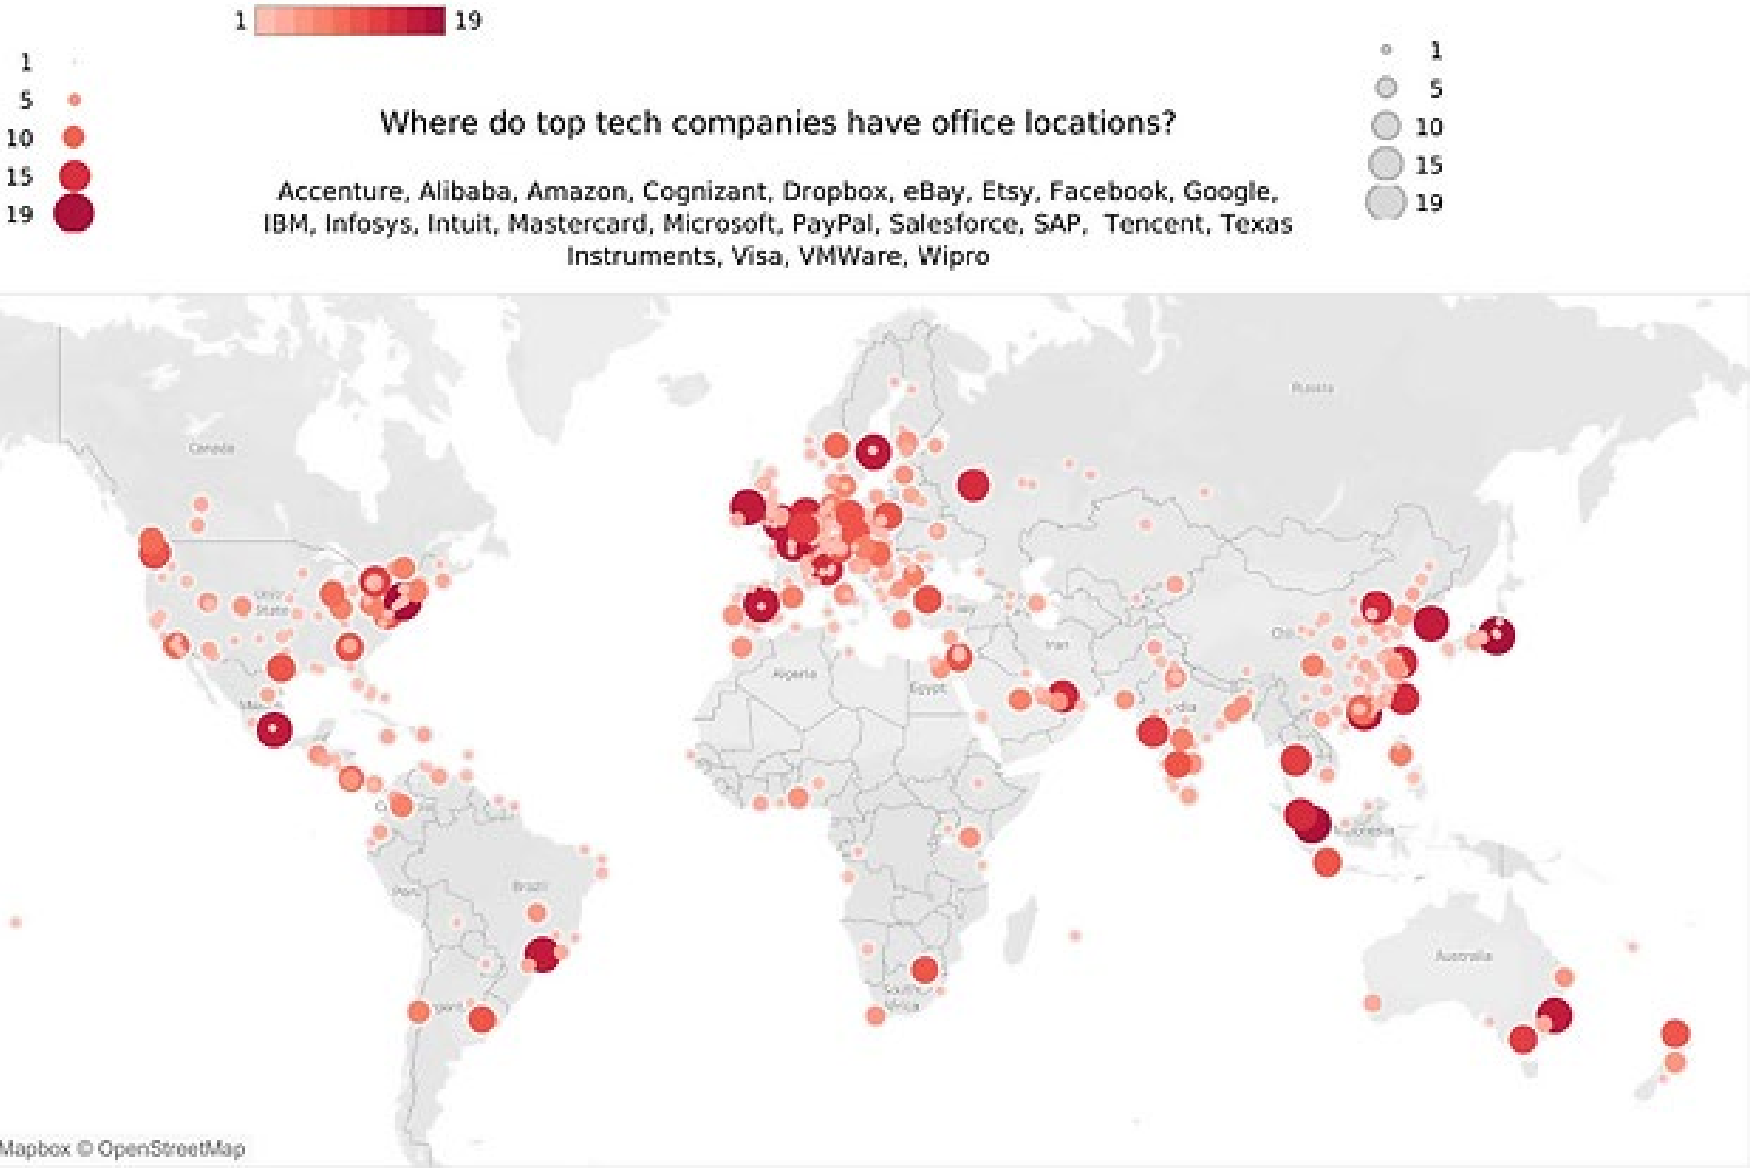 1 19
1
5
10
15
19
1
5
10
15
19
Where do top tech companies have office locations?
Accenture, Alibaba, Amazon, Cognizant, Dropbox, eBay, Etsy, Facebook, Google,
IBM, Infosys, Intuit, Mastercard, Microsoft, PayPal, Salesforce, SAP, Tencent, Texas
Instruments, Visa, VMWare, Wipro
Russia
Canada
Iran
Algeria
Egypt
Brazil
Australia
South
Mapbox © OpenStreetMap